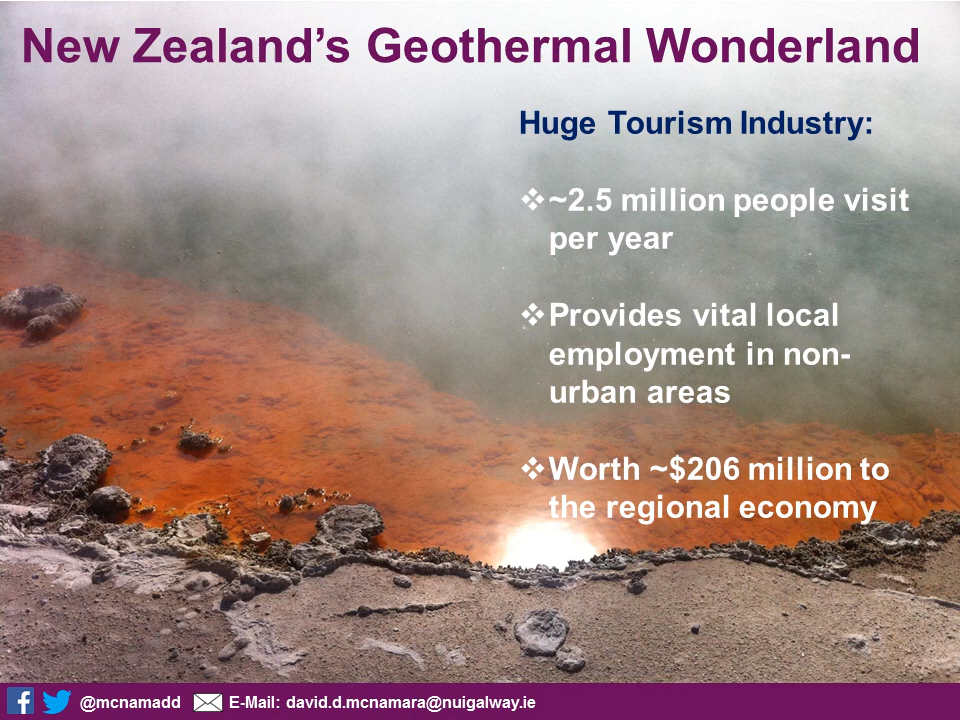 New Zealand’s Geothermal Wonderland
Huge Tourism Industry:
❖~2.5 million people visit
per year
❖Provides vital local
employment in non-
urban areas
❖Worth ~$206 million to
the regional economy
@mcnamadd E-Mail: david.d.mcnamara@nuigalway.ie